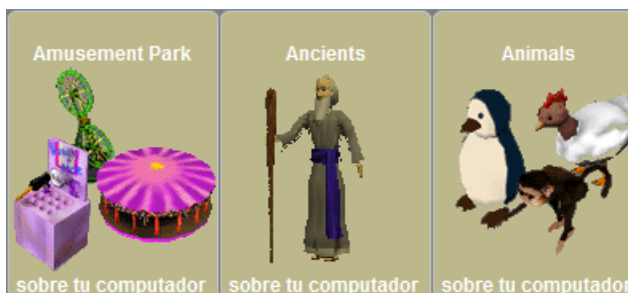 Amusement Park
Ancients
Animals
sobre tu computador
sobre tu computador
sobre tu computador